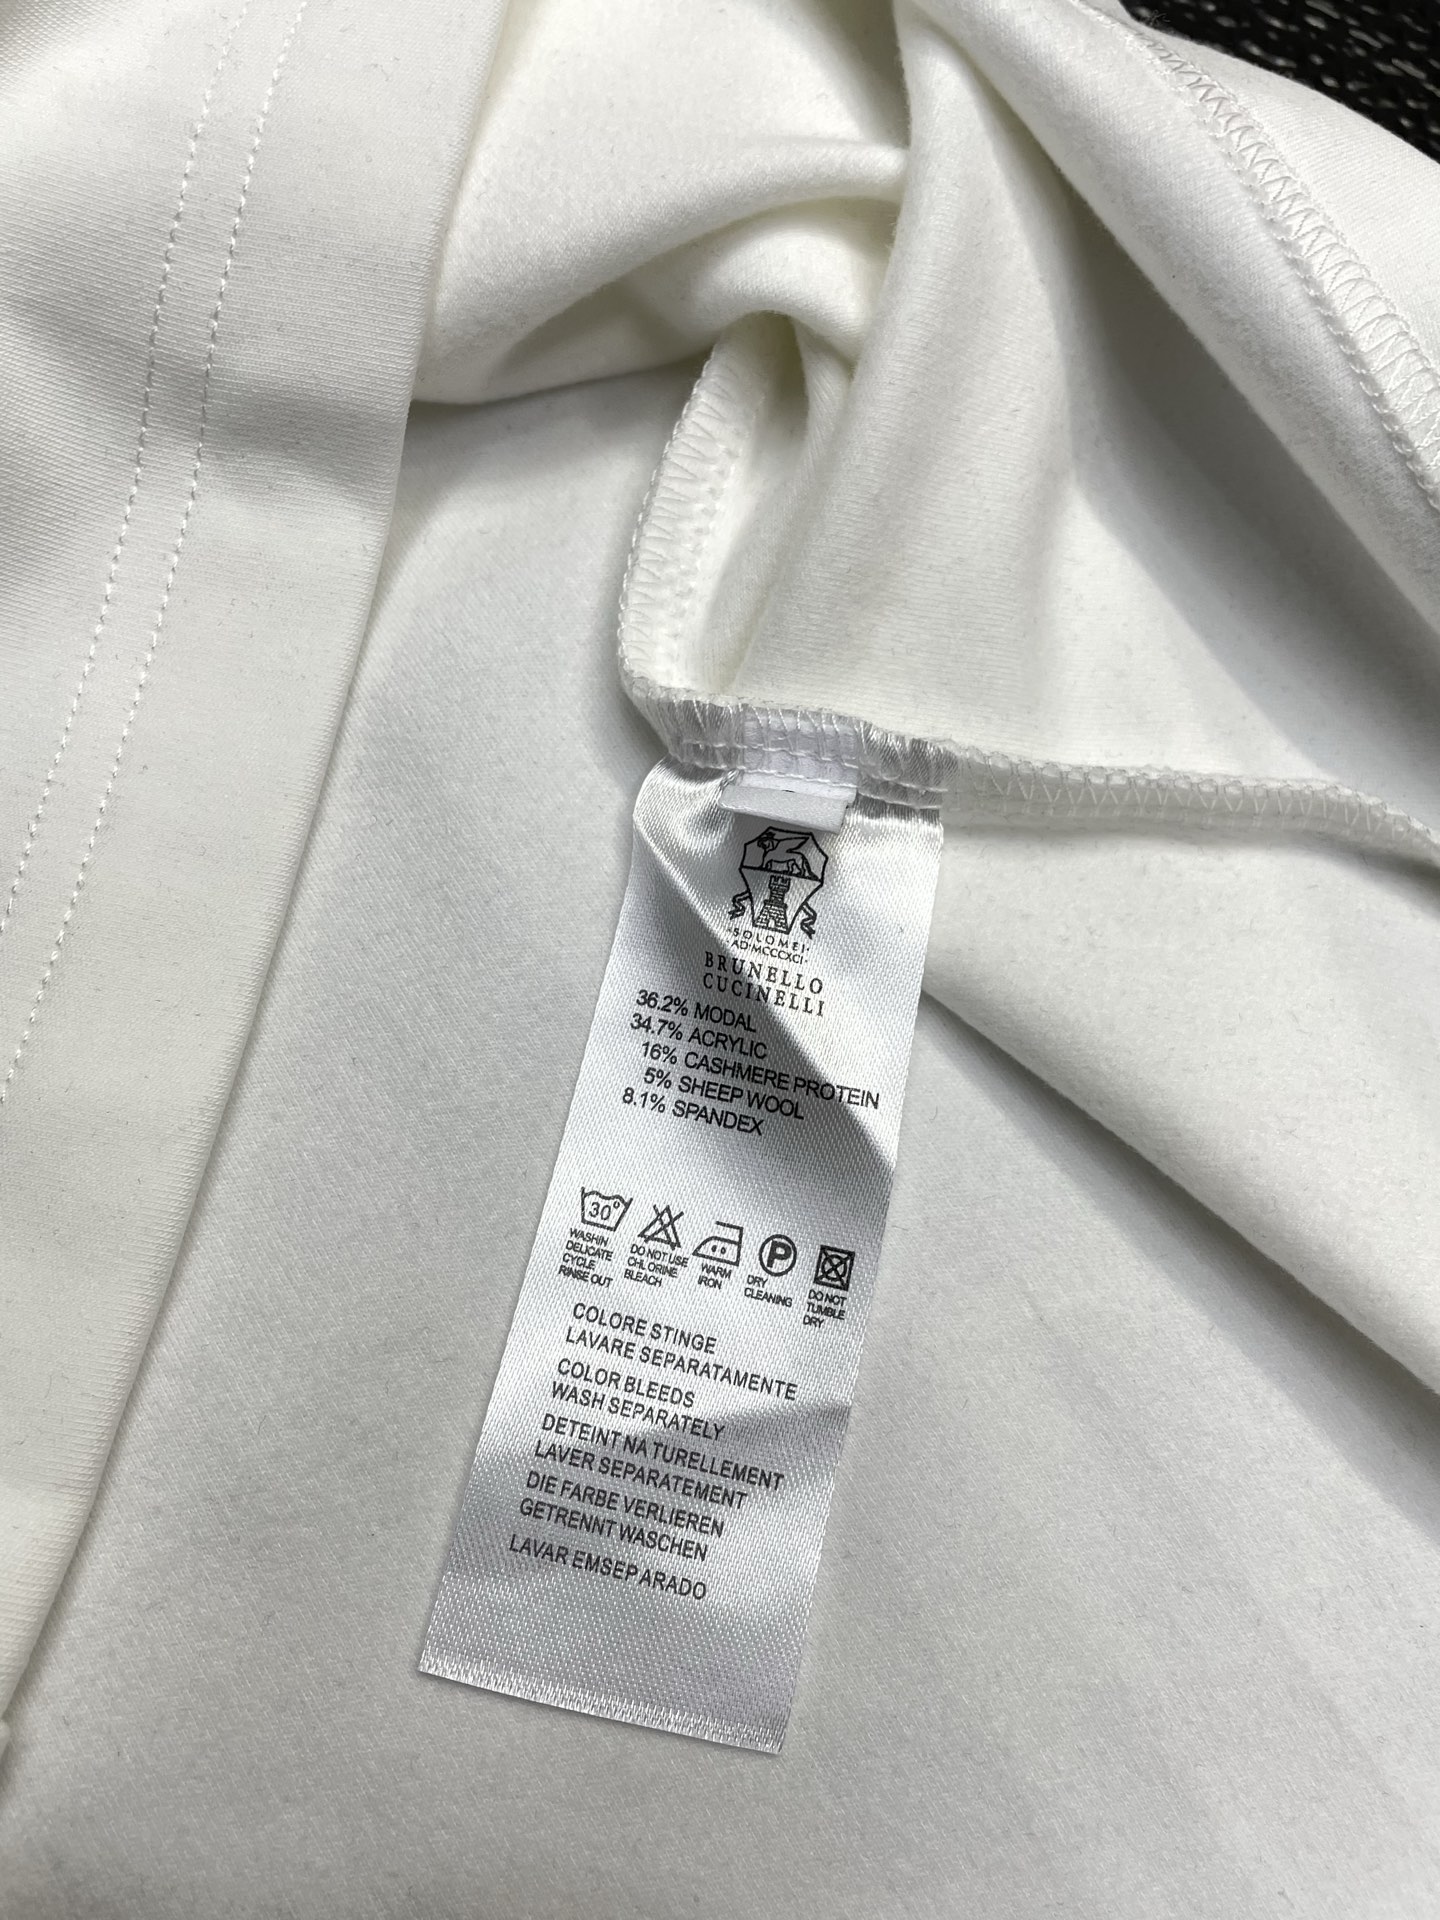 ·SOLOMEI·
·AD·MCCCXCI·
BRUNELLO
CUCINELLI
36.2% MODAL
34.7% ACRYLIC
16% CASHMERE PROTEIN
5% SHEEP WOOL
8.1% SPANDEX
30°
WASHIN
DELICATE
CYCLE
RINSE OUT
DO NOT USE
CHLORINE
BLEACH
WARM
IRON
P
DRY
CLEANING
DO NOT
TUMBLE
DRY
COLORE STINGE
LAVARE SEPARATAMENTE
COLOR BLEEDS
WASH SEPARATELY
DETEINT NA TURELLEMENT
LAVER SEPARATEMENT
DIE FARBE VERLIEREN
GETRENNT WASCHEN
LAVAR EMSEP ARADO